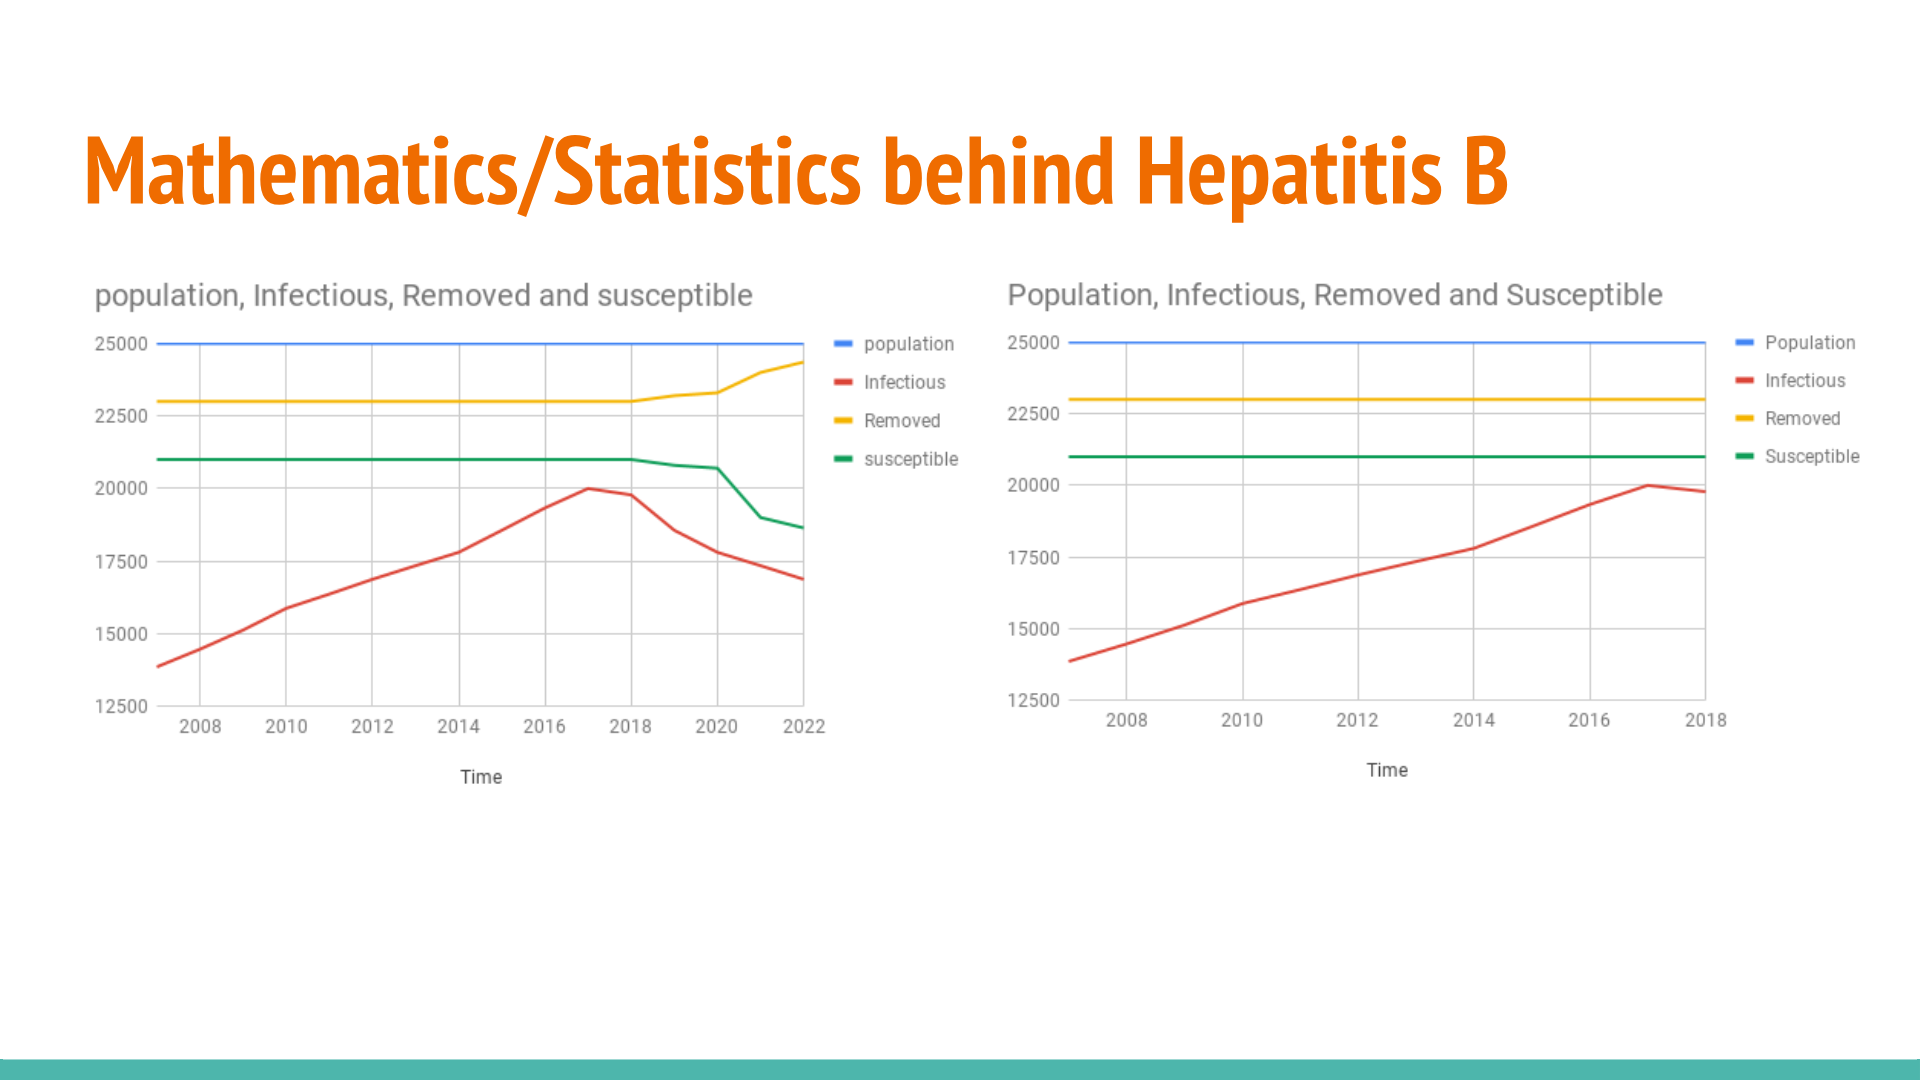 Mathematics/Statistics behind Hepatitis B
population, Infectious, Removed and susceptible
25000
22500
20000
17500
15000
12500
2008 2010 2012 2014 2016 2018 2020 2022
Time
population
Infectious
Removed
susceptible
Population, Infectious, Removed and Susceptible
25000
22500
20000
17500
15000
12500
2008 2010 2012 2014 2016 2018
Time
Population
Infectious
Removed
Susceptible